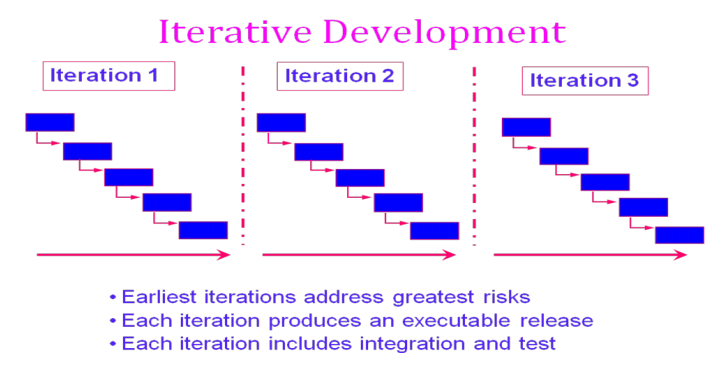 Iterative Development
Iteration 1
Iteration 2
Iteration 3
• Earliest iterations address greatest risks
• Each iteration produces an executable release
• Each iteration includes integration and test